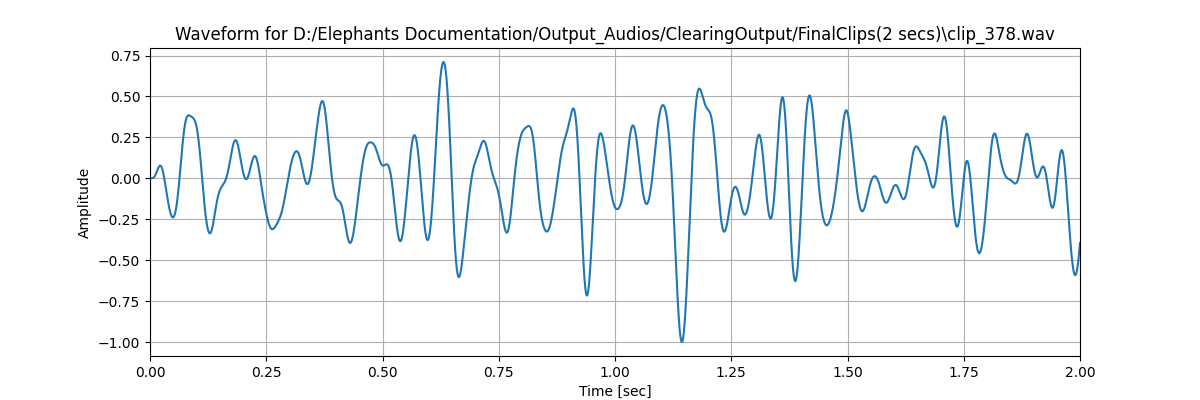 Waveform for D:/Elephants Documentation/Output_Audios/ClearingOutput/FinalClips(2 secs)\clip_378.wav
0.75
0.50
0.25
0.00
−0.25
−0.50
−0.75
−1.00
Amplitude
0.00 0.25 0.50 0.75 1.00 1.25 1.50 1.75 2.00
Time [sec]